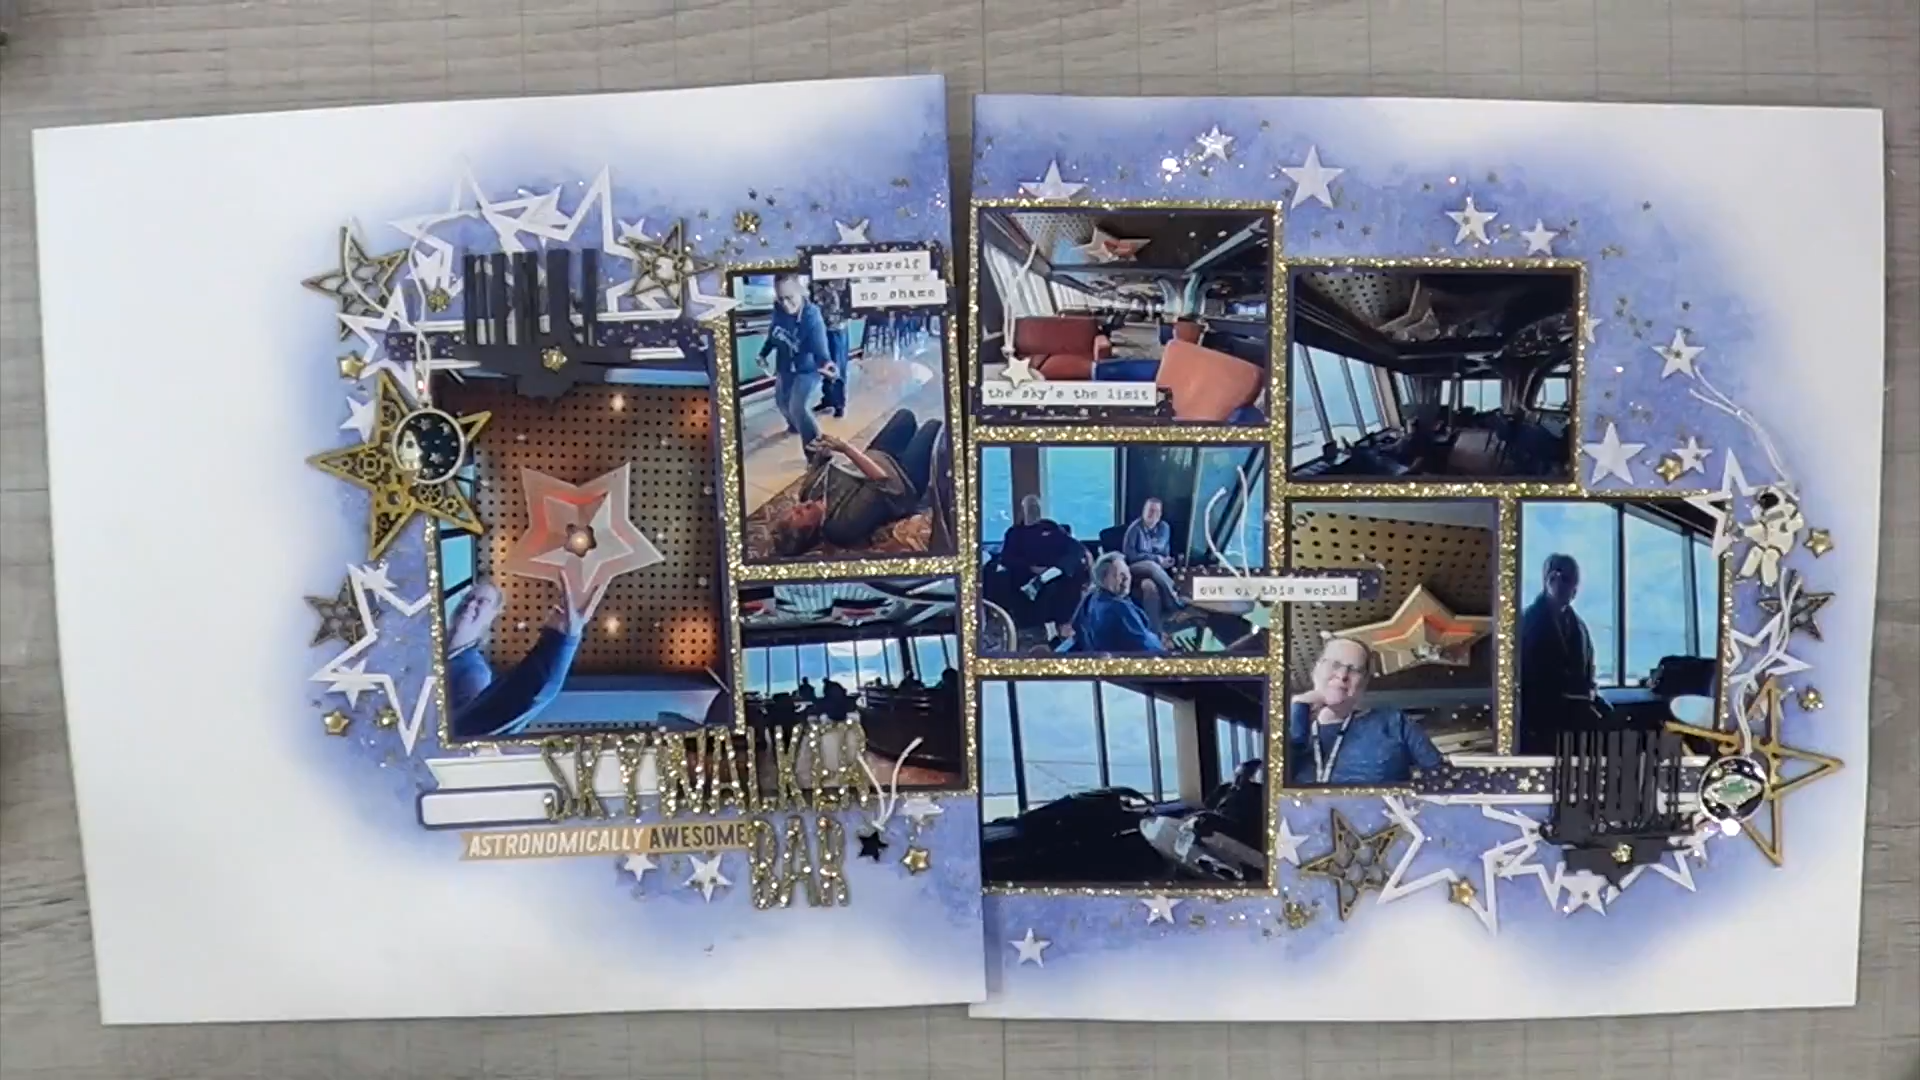 be yourself
no shame
the sky's the limit
out of this world
SKYWALKER
ASTRONOMICALLY AWESOME
BAR